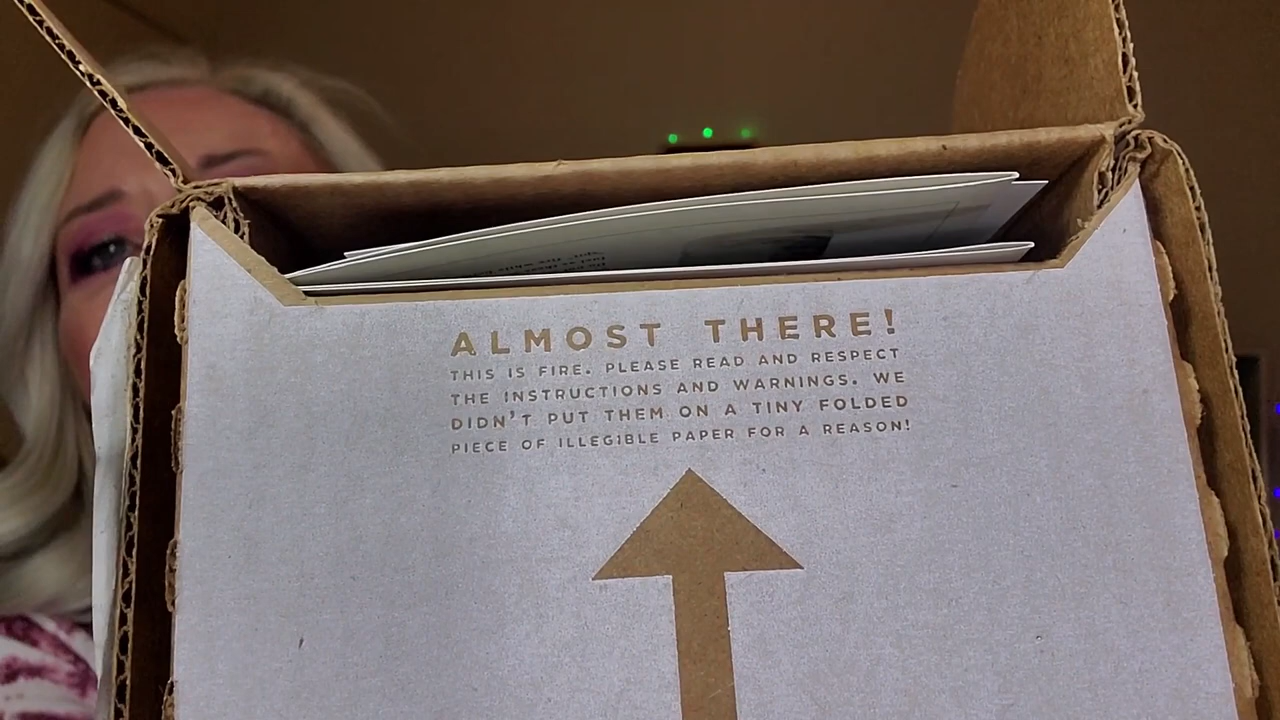 ALMOST THERE!
THIS IS FIRE. PLEASE READ AND RESPECT
THE INSTRUCTIONS AND WARNINGS. WE
DIDN'T PUT THEM ON A TINY FOLDED
PIECE OF ILLEGIBLE PAPER FOR A REASON!